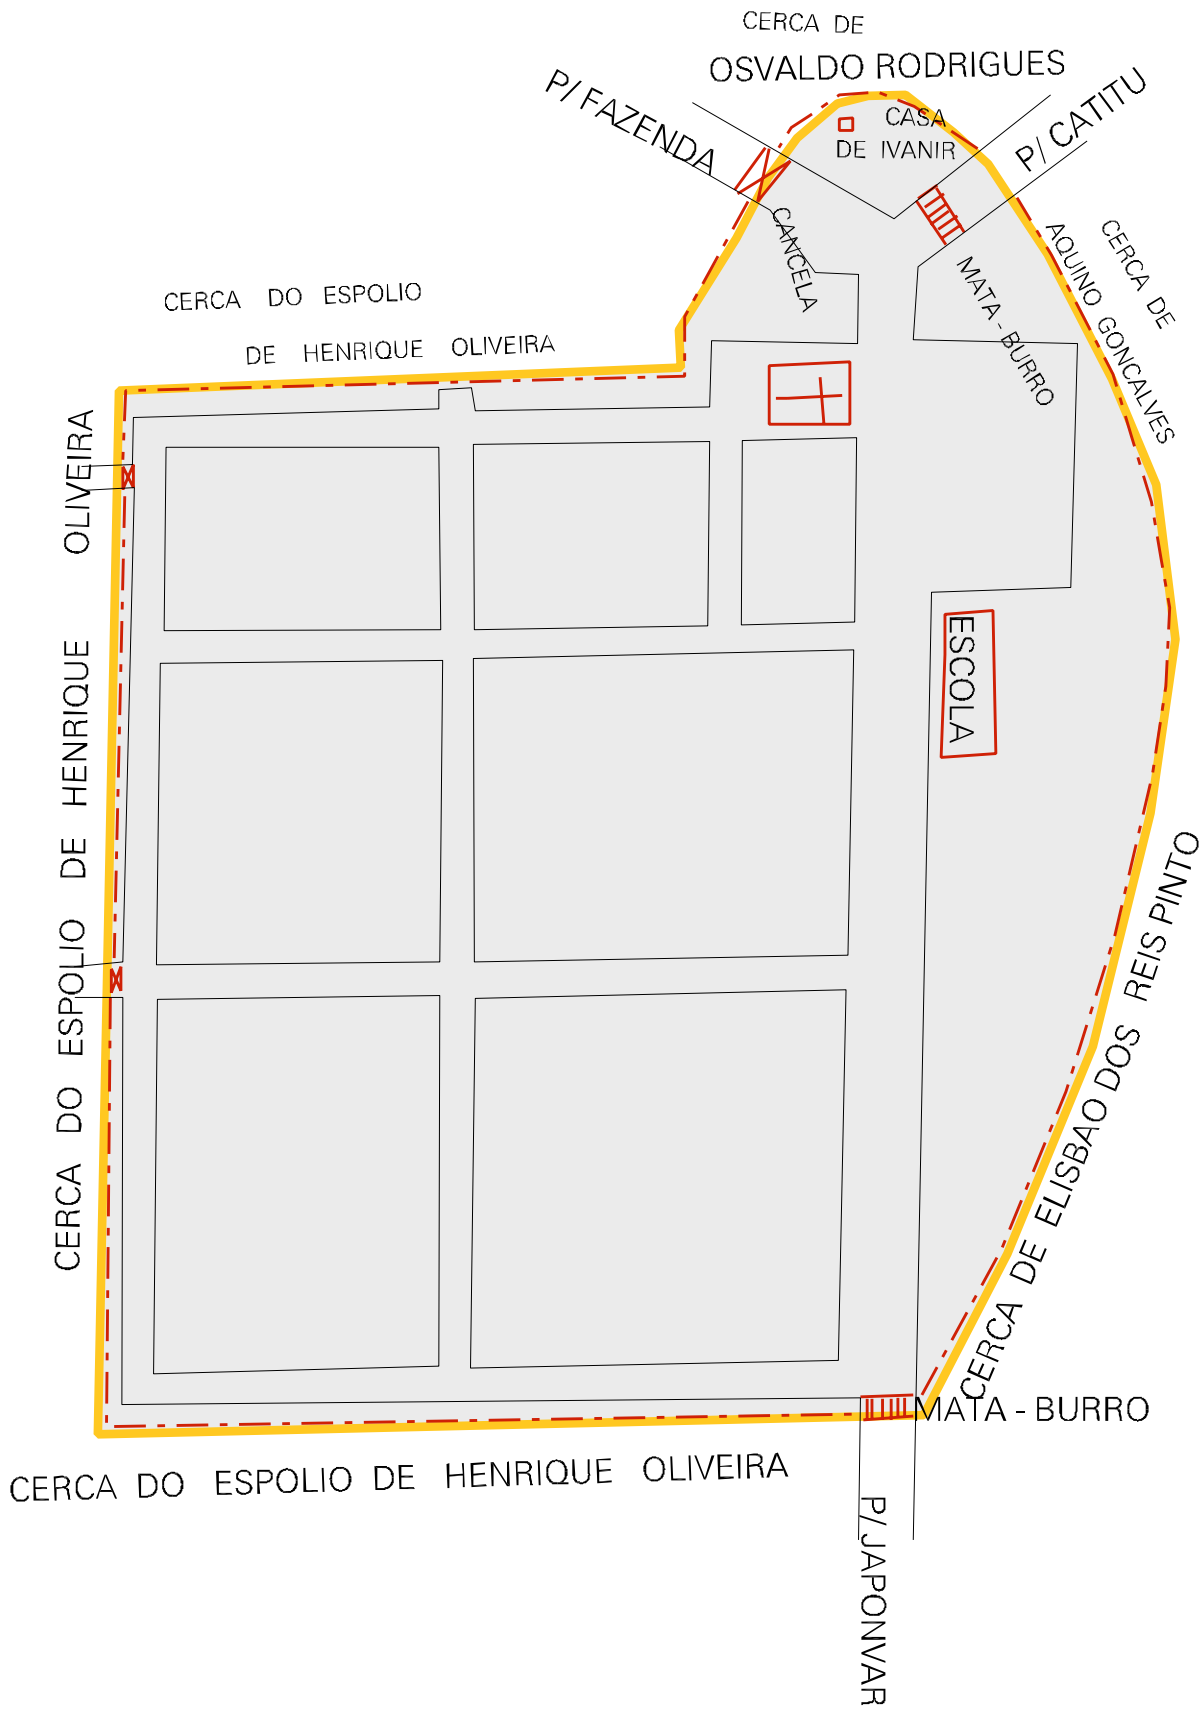 CERCA DE
OSVALDO RODRIGUES
P/ FAZENDA
CASA
DE IVANIR
P/ CATITU
CANCELA
MATA - BURRO
CERCA DE
AQUINO GONCALVES
CERCA DO ESPOLIO
DE HENRIQUE OLIVEIRA
CERCA DO ESPOLIO DE HENRIQUE OLIVEIRA
ESCOLA
CERCA DE ELISBAO DOS REIS PINTO
MATA - BURRO
CERCA DO ESPOLIO DE HENRIQUE OLIVEIRA
P/ JAPONVAR